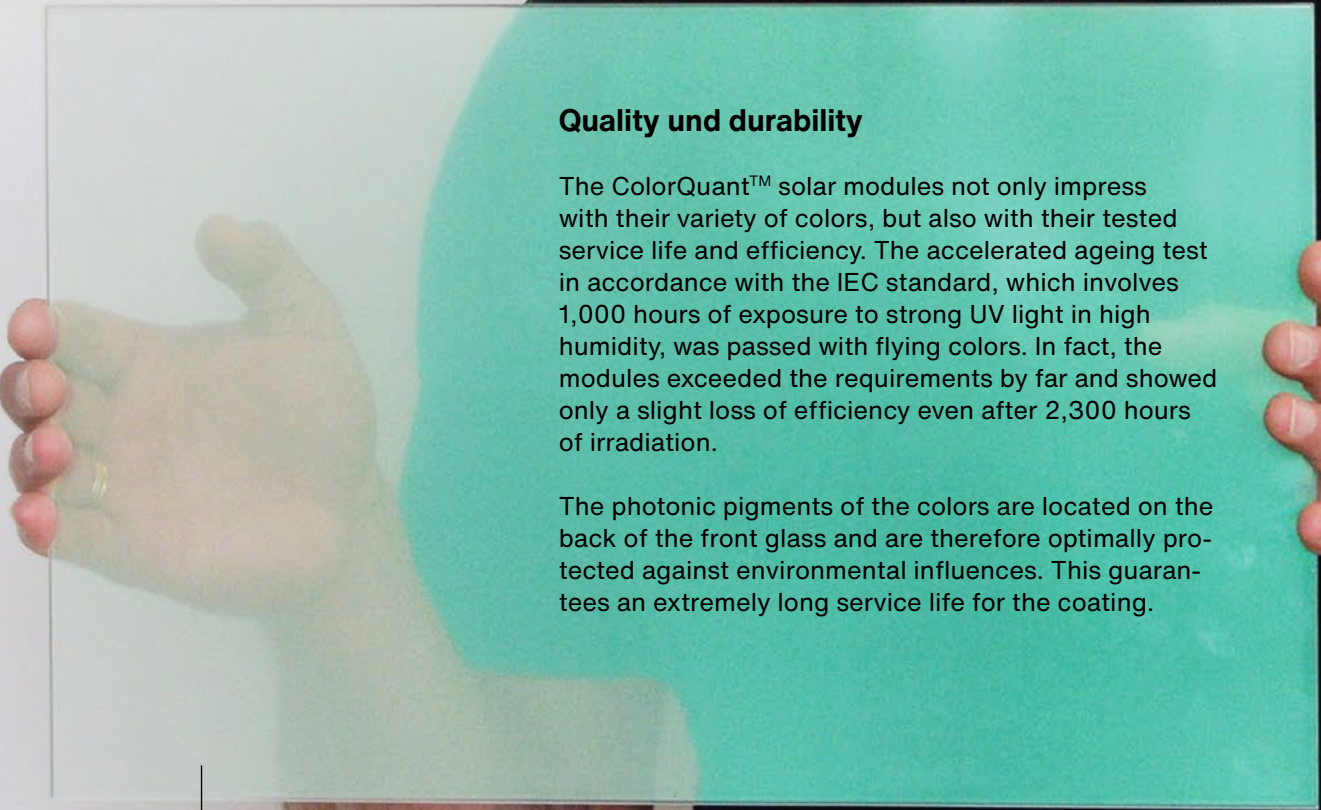 Quality und durability
The ColorQuant™ solar modules not only impress
with their variety of colors, but also with their tested
service life and efficiency. The accelerated ageing test
in accordance with the IEC standard, which involves
1,000 hours of exposure to strong UV light in high
humidity, was passed with flying colors. In fact, the
modules exceeded the requirements by far and showed
only a slight loss of efficiency even after 2,300 hours
of irradiation.
The photonic pigments of the colors are located on the
back of the front glass and are therefore optimally pro-
tected against environmental influences. This guaran-
tees an extremely long service life for the coating.